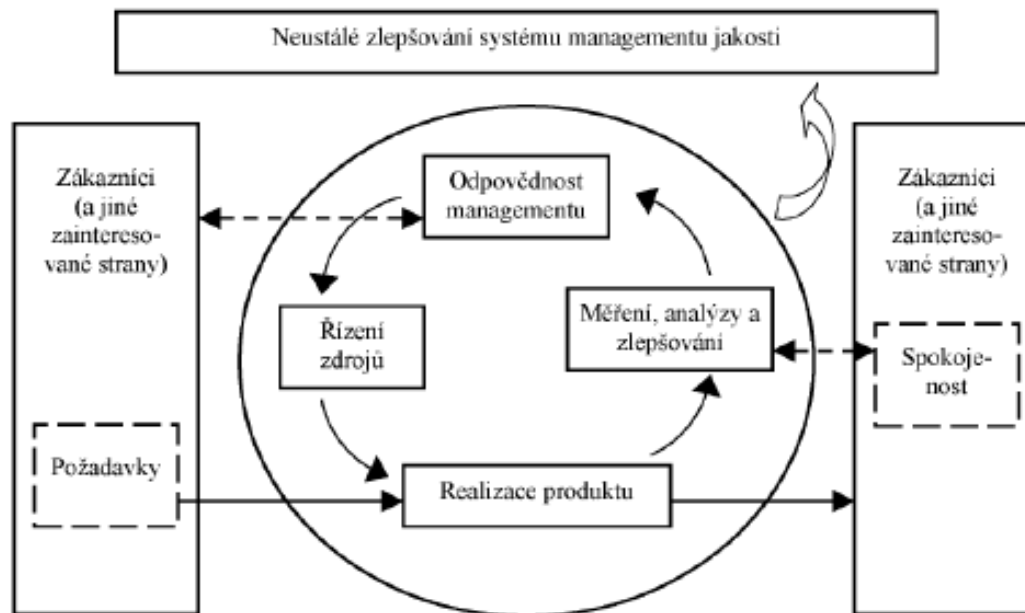 Neustálé zlepšování systému managementu jakosti
Zákazníci
(a jiné
zaintereso-
vané strany)
Požadavky
Odpovědnost
managementu
Řízení
zdrojů
Měření, analýzy a
zlepšování
Realizace produktu
Zákazníci
(a jiné
zaintereso-
vané strany)
Spokoje-
nost